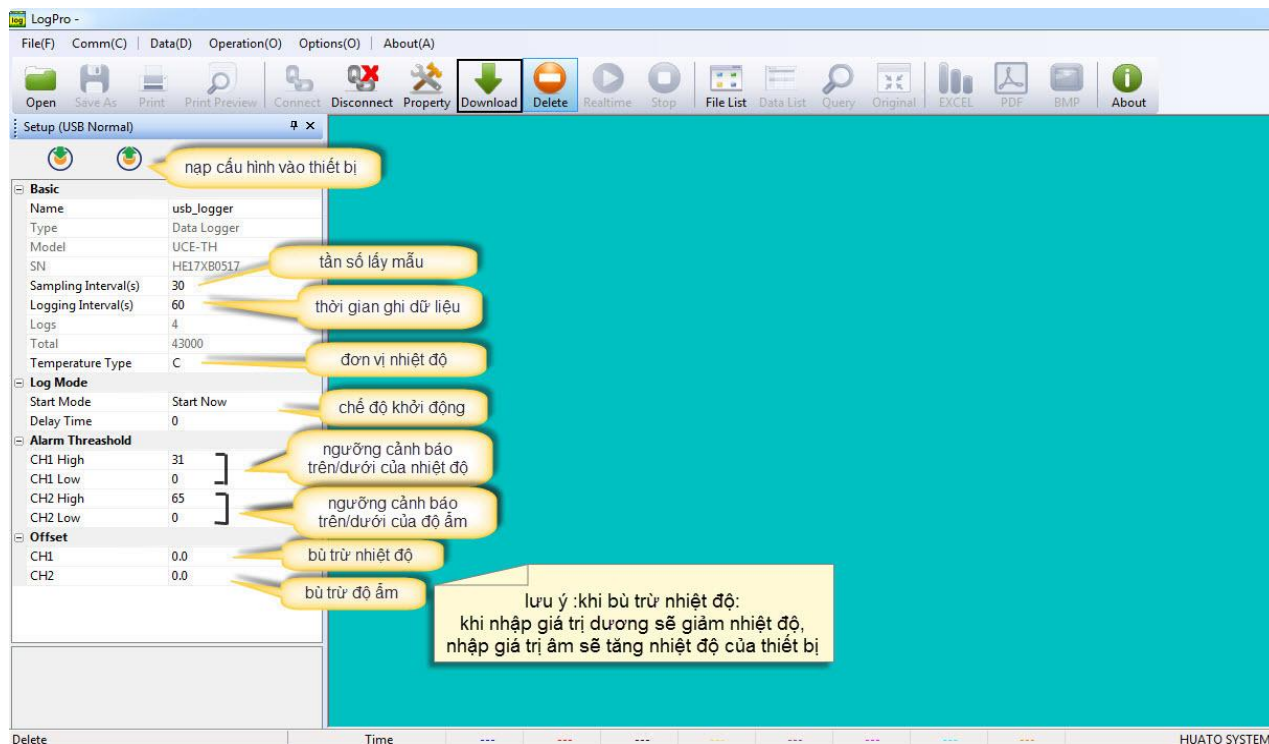 LogPro -
File(F) Comm(C) Data(D) Operation(O) Options(O) About(A)
Open Save As Print Print Preview Connect Disconnect Property Download Delete Realtime Stop File List Data List Query Original EXCEL PDF BMP About
Setup (USB Normal)
nạp cấu hình vào thiết bị
Basic
Name usb_logger
Type Data Logger
Model UCE-TH
SN HE17XB0517
tần số lấy mẫu
Sampling Interval(s) 30
Logging Interval(s) 60
thời gian ghi dữ liệu
Logs 4
Total 43000
Temperature Type C
đơn vị nhiệt độ
Log Mode
Start Mode Start Now
chế độ khởi động
Delay Time 0
Alarm Threashold
CH1 High 31
CH1 Low 0
ngưỡng cảnh báo
trên/dưới của nhiệt độ
CH2 High 65
CH2 Low 0
ngưỡng cảnh báo
trên/dưới của độ ẩm
Offset
CH1 0.0
bù trừ nhiệt độ
CH2 0.0
bù trừ độ ẩm
lưu ý :khi bù trừ nhiệt độ:
khi nhập giá trị dương sẽ giảm nhiệt độ,
nhập giá trị âm sẽ tăng nhiệt độ của thiết bị
Delete Time --- --- --- --- --- --- --- --- HUATO SYSTEM